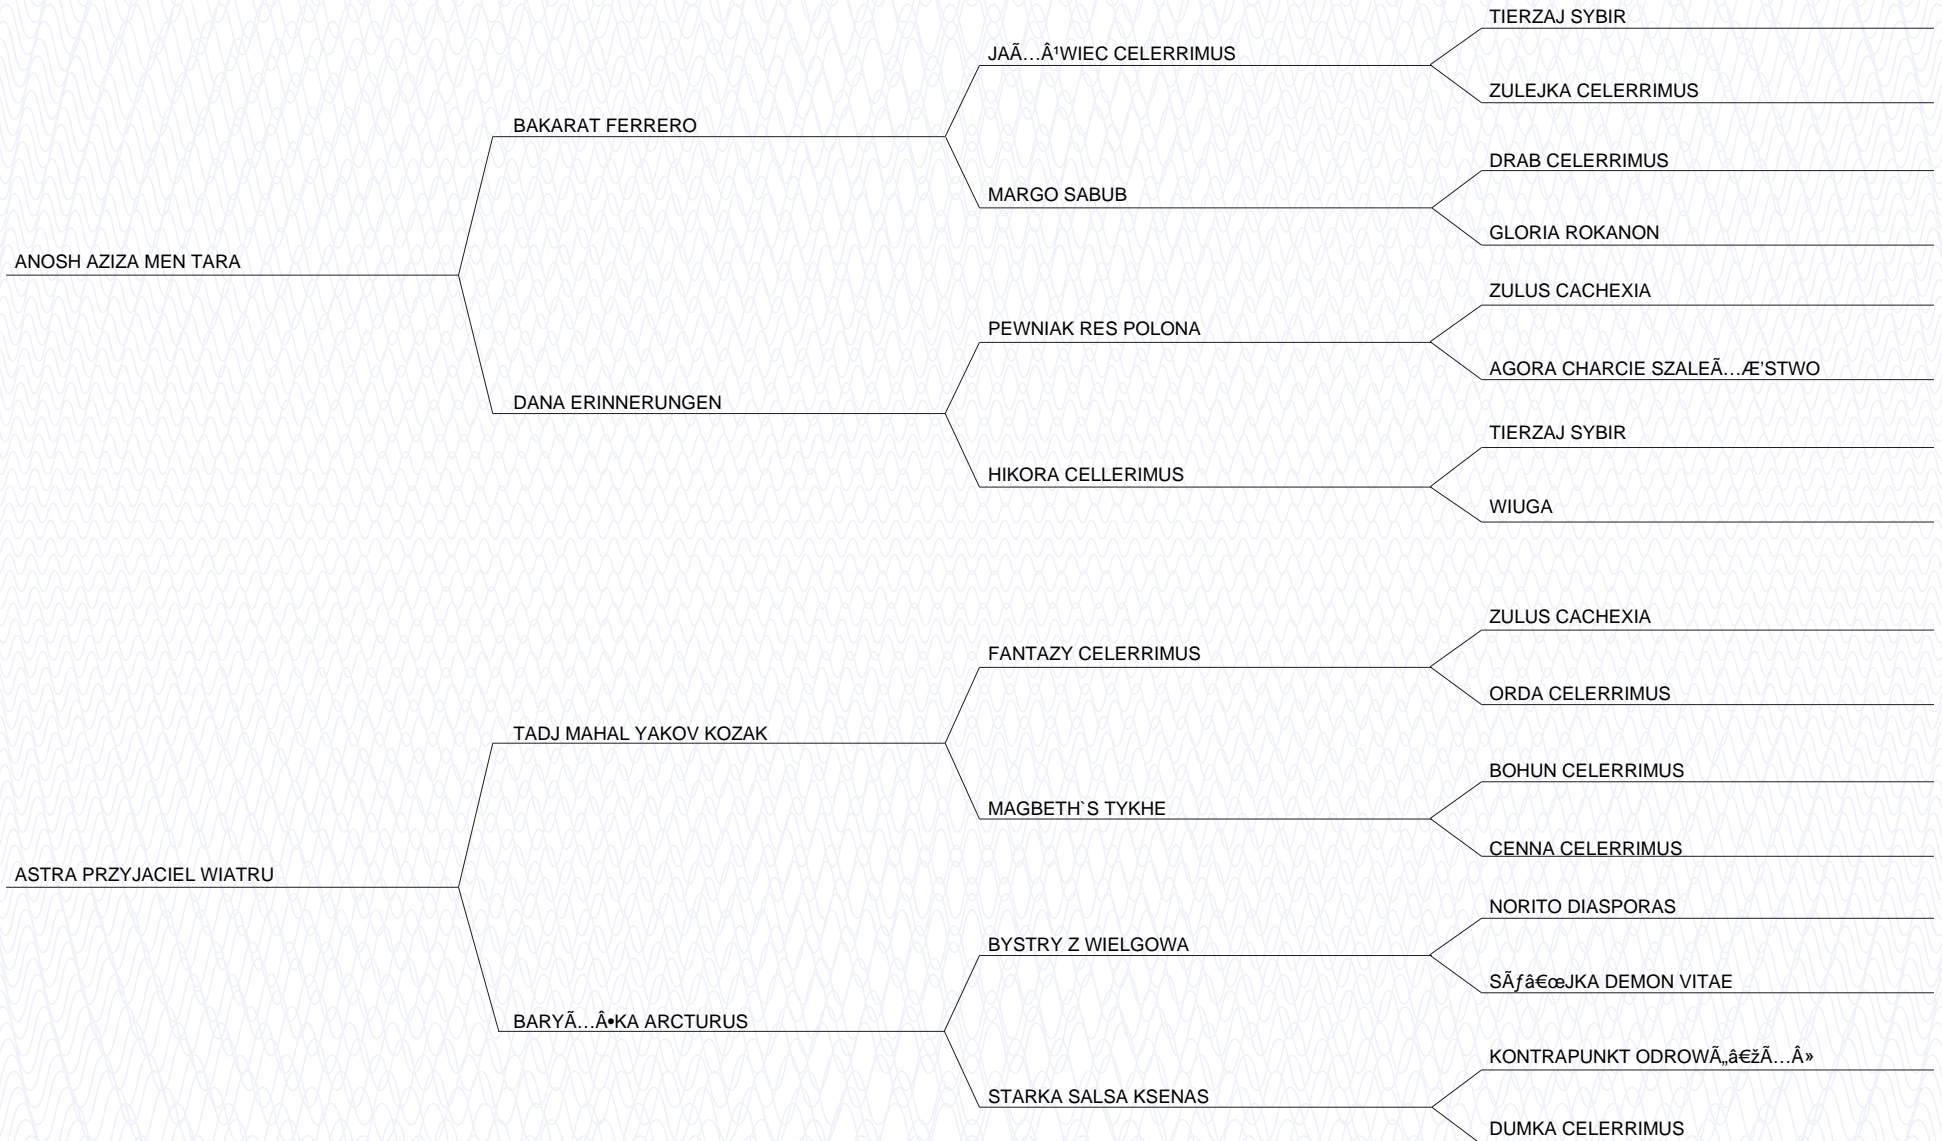 TIERZAJ SYBIR
JAÃ…Â¹WIEC CELERRIMUS
ZULEJKA CELERRIMUS
BAKARAT FERRERO
DRAB CELERRIMUS
MARGO SABUB
GLORIA ROKANON
ANOSH AZIZA MEN TARA
ZULUS CACHEXIA
PEWNIAK RES POLONA
AGORA CHARCIE SZALEÃ…Æ’STWO
DANA ERINNERUNGEN
TIERZAJ SYBIR
HIKORA CELLERIMUS
WIUGA
ZULUS CACHEXIA
FANTAZY CELERRIMUS
ORDA CELERRIMUS
TADJ MAHAL YAKOV KOZAK
BOHUN CELERRIMUS
MAGBETH`S TYKHE
CENNA CELERRIMUS
ASTRA PRZYJACIEL WIATRU
NORITO DIASPORAS
BYSTRY Z WIELGOWA
SÃƒâ€œJKA DEMON VITAE
BARYÃ…Â•KA ARCTURUS
KONTRAPUNKT ODROWÃ„â€žÃ…Â»
STARKA SALSA KSENAS
DUMKA CELERRIMUS